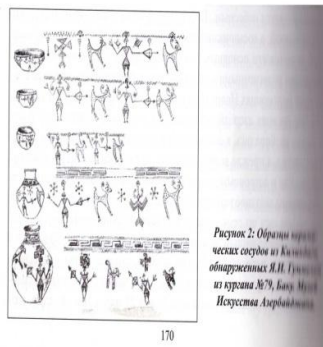 Рисунок 2: Образцы
ческих сосудов из
обнаруженных Я.И.
из кургана №79, Баку.
Искусства Азербайджана.
170